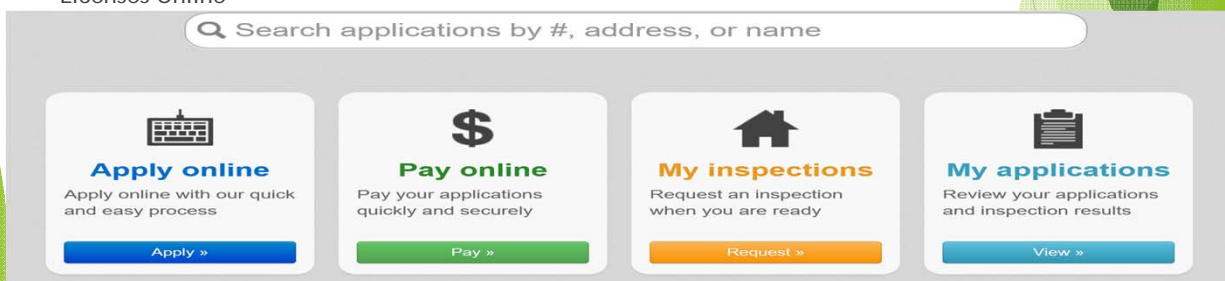 Licenses Online
Search applications by #, address, or name
Apply online
Apply online with our quick
and easy process
Apply »
Pay online
Pay your applications
quickly and securely
Pay »
My inspections
Request an inspection
when you are ready
Request »
My applications
Review your applications
and inspection results
View »